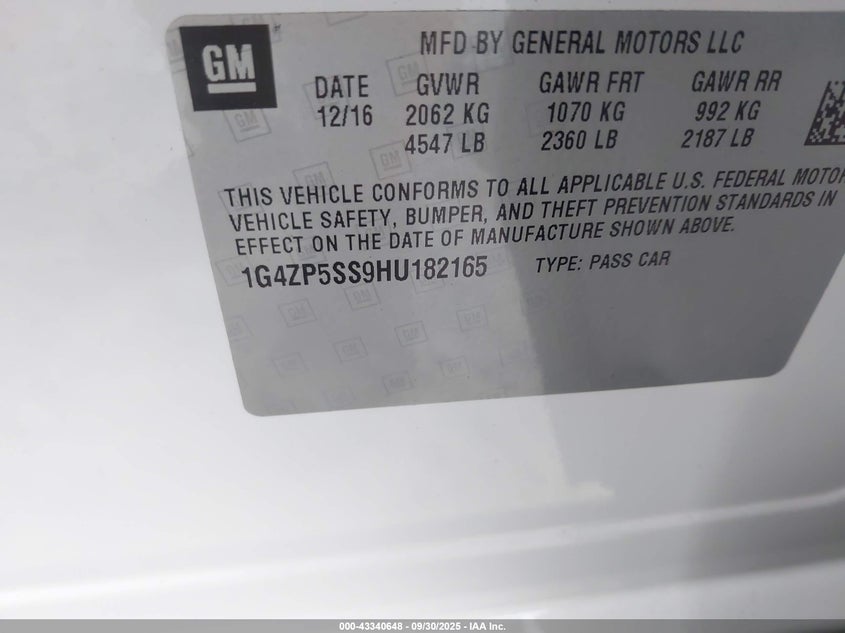 GM
MFD BY GENERAL MOTORS LLC
DATE GVWR GAWR FRT GAWR RR
12/16 2062 KG 1070 KG 992 KG
4547 LB 2360 LB 2187 LB
THIS VEHICLE CONFORMS TO ALL APPLICABLE U.S. FEDERAL MOTOR
VEHICLE SAFETY, BUMPER, AND THEFT PREVENTION STANDARDS IN
EFFECT ON THE DATE OF MANUFACTURE SHOWN ABOVE.
1G4ZP5SS9HU182165 TYPE: PASS CAR
000-43340648 - 09/30/2025 - IAA Inc.